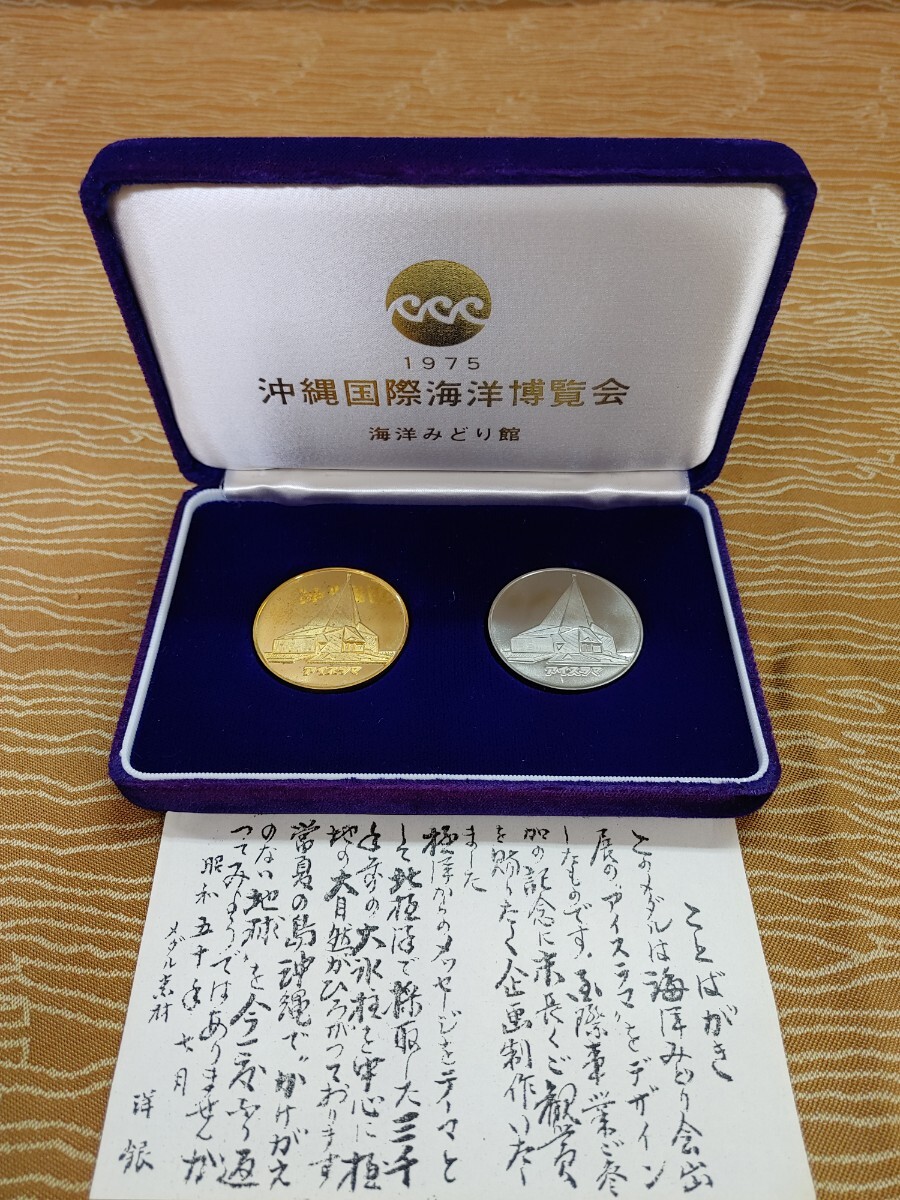 1975
沖縄国際海洋博覧会
海洋みどり館
アイスラマ
アイスラマ
ことばがき
このメダルは海洋みどり会出
展の“アイスラマ”をデザイン
したものです、国際事業ご参
加の記念に末長くご観賞
を賜りたく企画制作いたし
ました
極洋からのメッセージをテーマと
して北極洋で採取した三千
年前の大氷柱を中心に極
地の大自然がひろがっております
常夏の島沖縄で“かけがえ
のない地球”を今一度ふり返
ってみようではありませんか
昭和五十年七月
メダル素材
洋銀